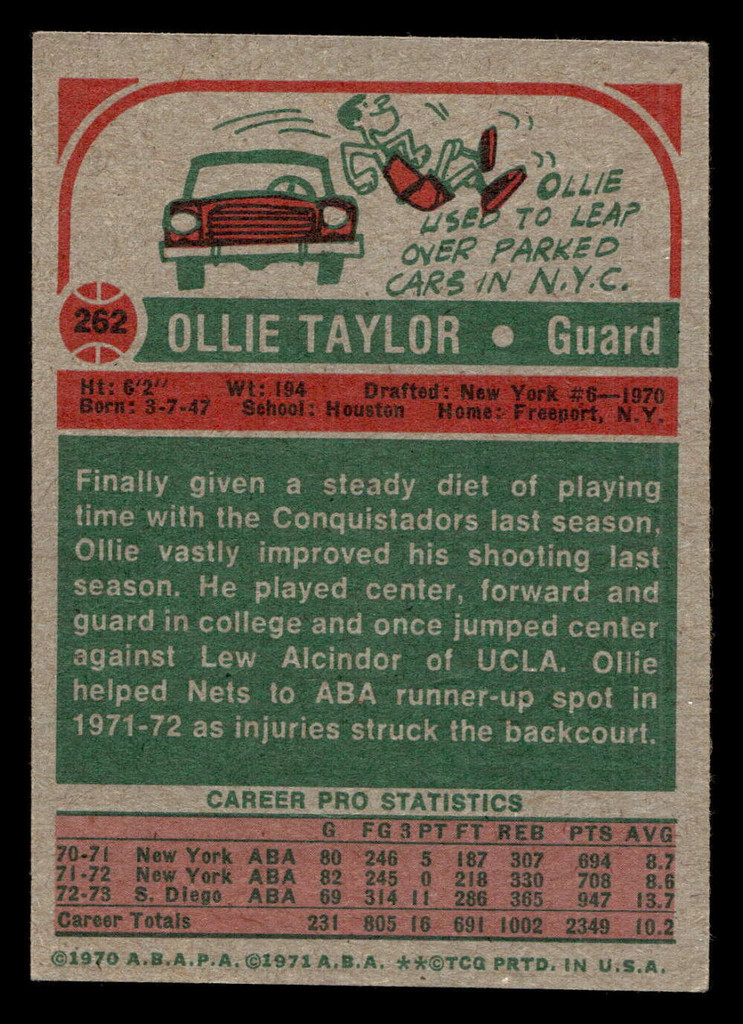 OLLIE
USED TO LEAP
OVER PARKED
CARS IN N.Y.C.
262 OLLIE TAYLOR • Guard
Ht: 6'2" Wt: 194 Drafted: New York #6—1970
Born: 3-7-47 School: Houston Home: Freeport, N.Y.
Finally given a steady diet of playing
time with the Conquistadors last season,
Ollie vastly improved his shooting last
season. He played center, forward and
guard in college and once jumped center
against Lew Alcindor of UCLA. Ollie
helped Nets to ABA runner-up spot in
1971-72 as injuries struck the backcourt.
CAREER PRO STATISTICS
G FG 3 PT FT REB PTS AVG
70-71 New York ABA 80 246 5 187 307 694 8.7
71-72 New York ABA 82 245 0 218 330 708 8.6
72-73 S. Diego ABA 69 314 11 286 365 947 13.7
Career Totals 231 805 16 691 1002 2349 10.2
©1970 A.B.A.P.A. ©1971 A.B.A. **©TCG PRTD. IN U.S.A.